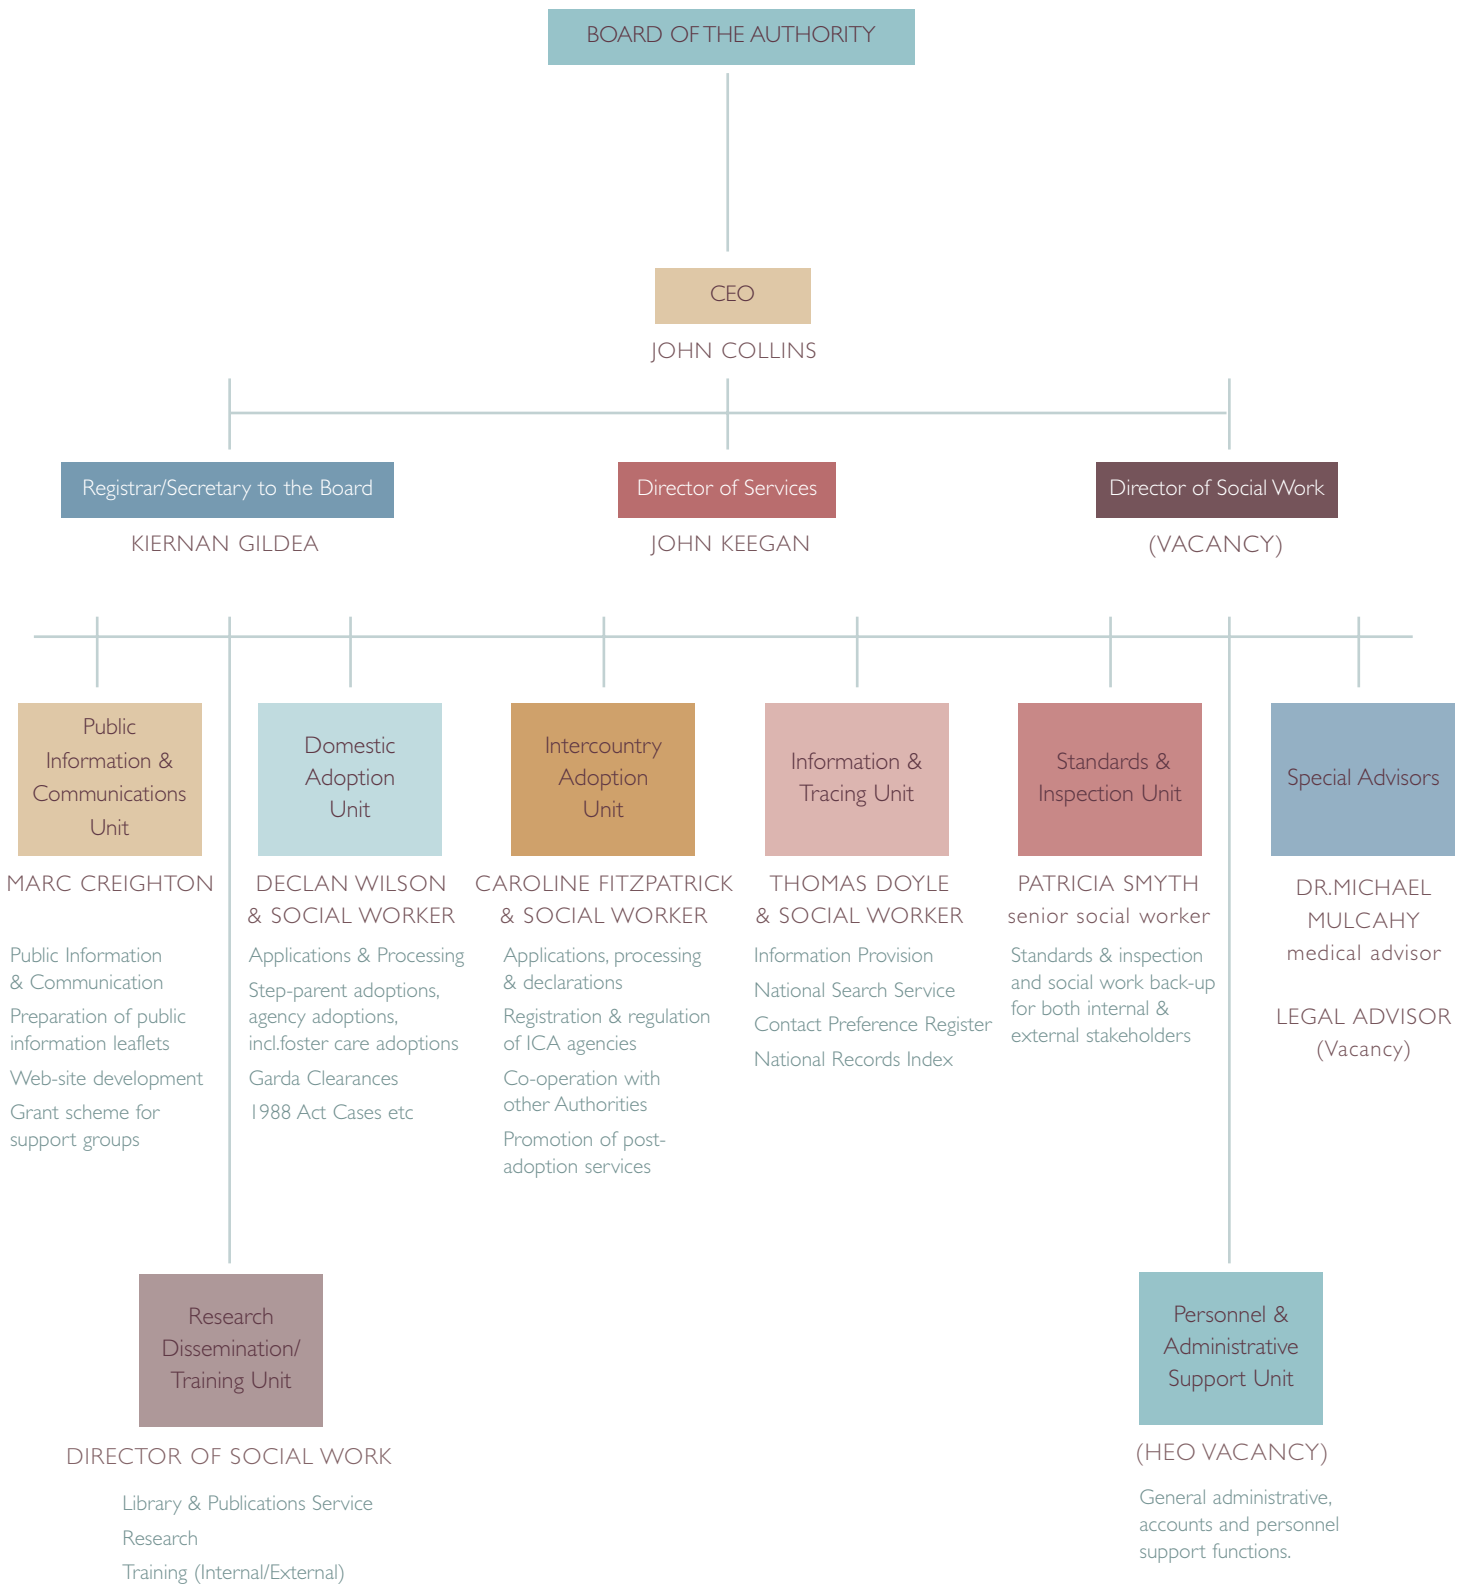 BOARD OF THE AUTHORITY
CEO
JOHN COLLINS
Registrar/Secretary to the Board
KIERNAN GILDEA
Director of Services
JOHN KEEGAN
Director of Social Work
(VACANCY)
Public
Information &
Communications
Unit
MARC CREIGHTON
Public Information
& Communication
Preparation of public
information leaflets
Web-site development
Grant scheme for
support groups
Domestic
Adoption
Unit
DECLAN WILSON
& SOCIAL WORKER
Applications & Processing
Step-parent adoptions,
agency adoptions,
incl.foster care adoptions
Garda Clearances
1988 Act Cases etc
Intercountry
Adoption
Unit
CAROLINE FITZPATRICK
& SOCIAL WORKER
Applications, processing
& declarations
Registration & regulation
of ICA agencies
Co-operation with
other Authorities
Promotion of post-
adoption services
Information &
Tracing Unit
THOMAS DOYLE
& SOCIAL WORKER
Information Provision
National Search Service
Contact Preference Register
National Records Index
Standards &
Inspection Unit
PATRICIA SMYTH
senior social worker
Standards & inspection
and social work back-up
for both internal &
external stakeholders
Special Advisors
DR.MICHAEL
MULCAHY
medical advisor
LEGAL ADVISOR
(Vacancy)
Research
Dissemination/
Training Unit
DIRECTOR OF SOCIAL WORK
Library & Publications Service
Research
Training (Internal/External)
Personnel &
Administrative
Support Unit
(HEO VACANCY)
General administrative,
accounts and personnel
support functions.